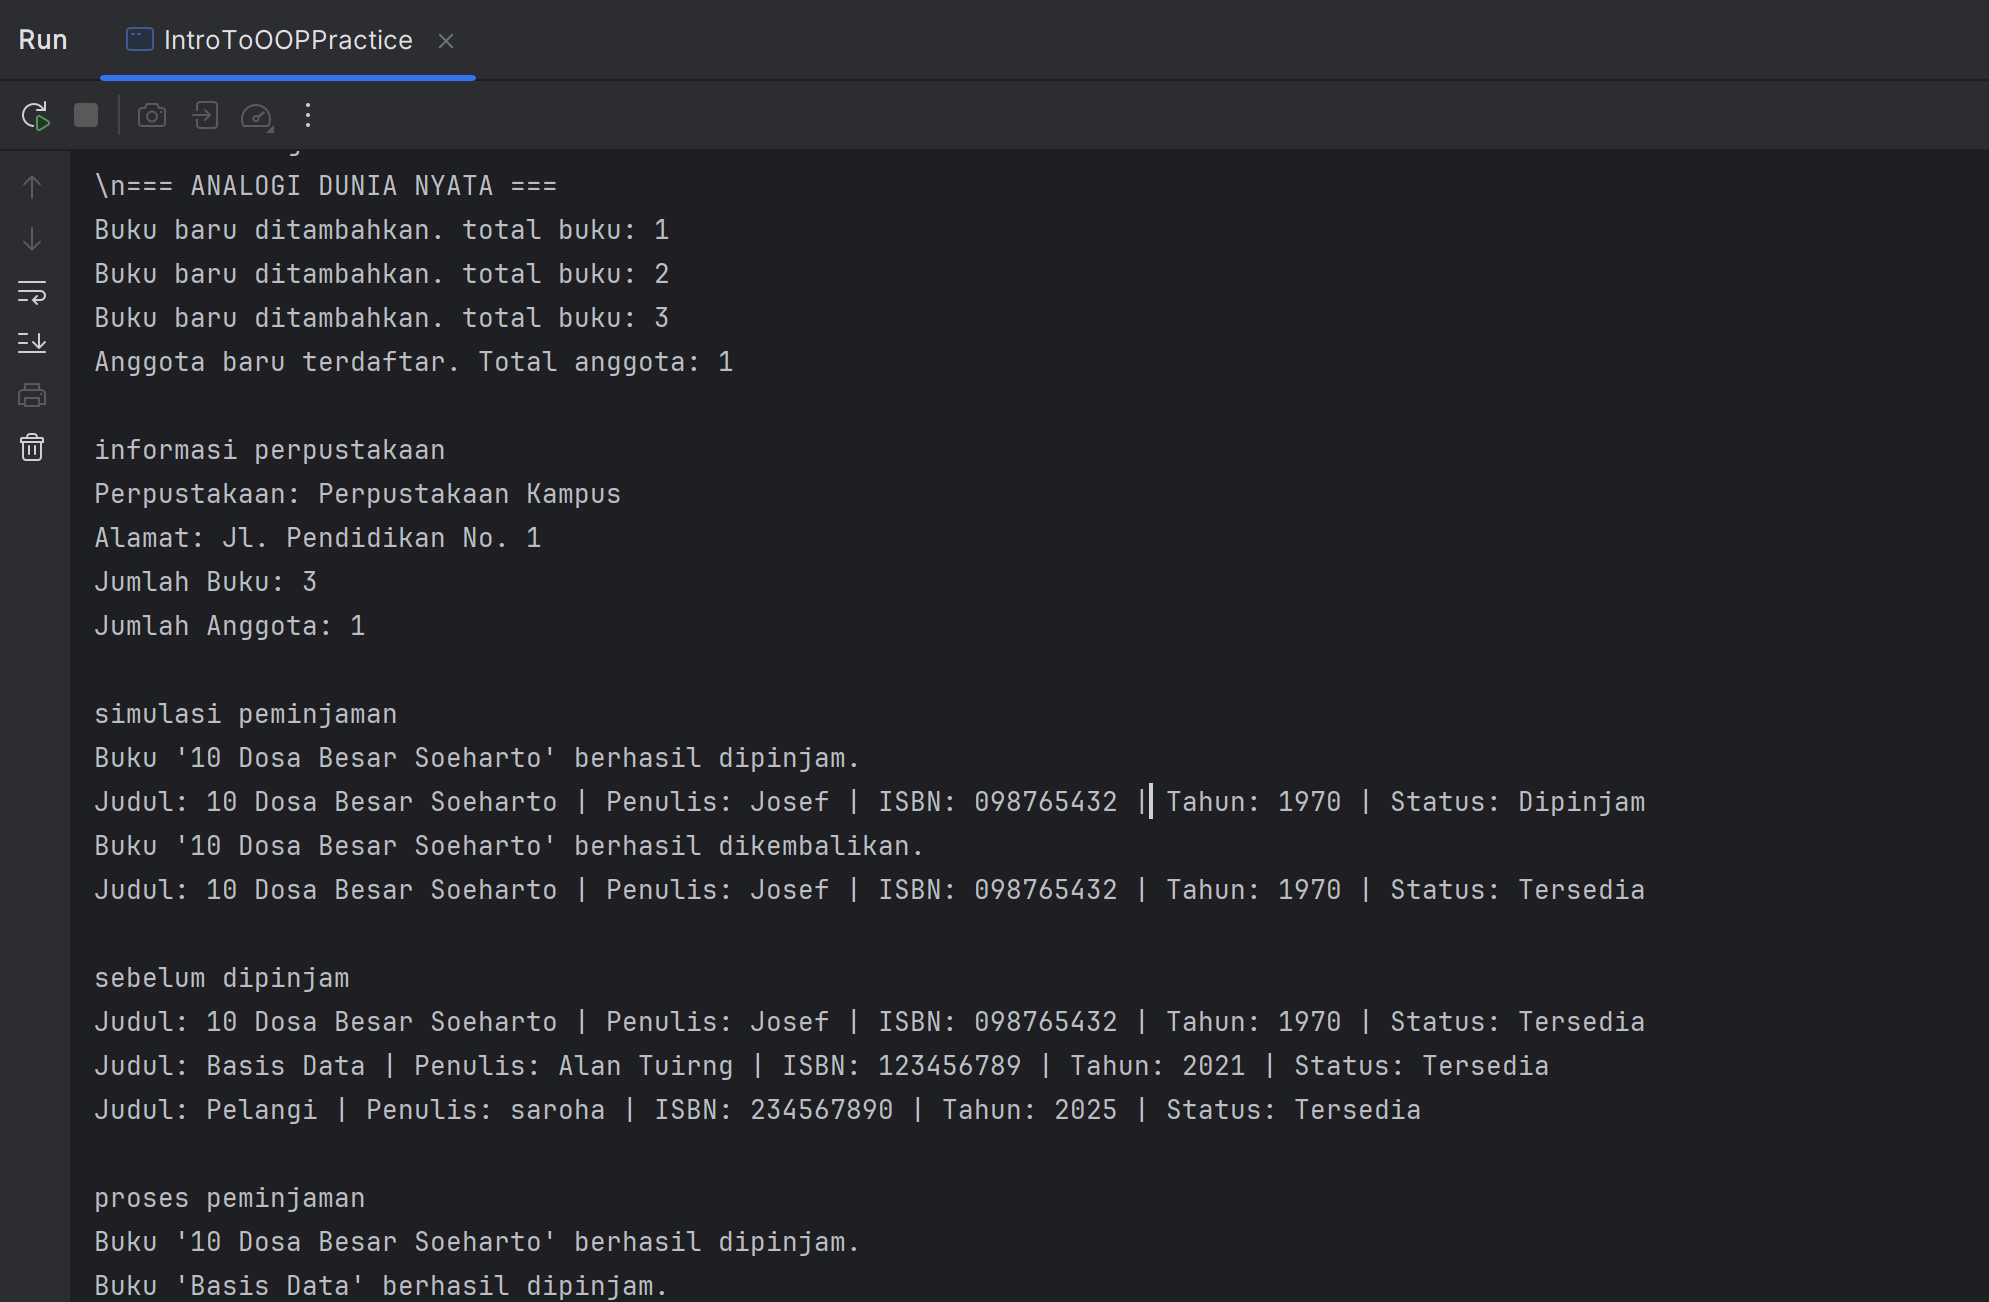 Run IntroToOOPPractice
\n=== ANALOGI DUNIA NYATA ===
Buku baru ditambahkan. total buku: 1
Buku baru ditambahkan. total buku: 2
Buku baru ditambahkan. total buku: 3
Anggota baru terdaftar. Total anggota: 1
informasi perpustakaan
Perpustakaan: Perpustakaan Kampus
Alamat: Jl. Pendidikan No. 1
Jumlah Buku: 3
Jumlah Anggota: 1
simulasi peminjaman
Buku '10 Dosa Besar Soeharto' berhasil dipinjam.
Judul: 10 Dosa Besar Soeharto | Penulis: Josef | ISBN: 098765432 | Tahun: 1970 | Status: Dipinjam
Buku '10 Dosa Besar Soeharto' berhasil dikembalikan.
Judul: 10 Dosa Besar Soeharto | Penulis: Josef | ISBN: 098765432 | Tahun: 1970 | Status: Tersedia
sebelum dipinjam
Judul: 10 Dosa Besar Soeharto | Penulis: Josef | ISBN: 098765432 | Tahun: 1970 | Status: Tersedia
Judul: Basis Data | Penulis: Alan Tuirng | ISBN: 123456789 | Tahun: 2021 | Status: Tersedia
Judul: Pelangi | Penulis: saroha | ISBN: 234567890 | Tahun: 2025 | Status: Tersedia
proses peminjaman
Buku '10 Dosa Besar Soeharto' berhasil dipinjam.
Buku 'Basis Data' berhasil dipinjam.